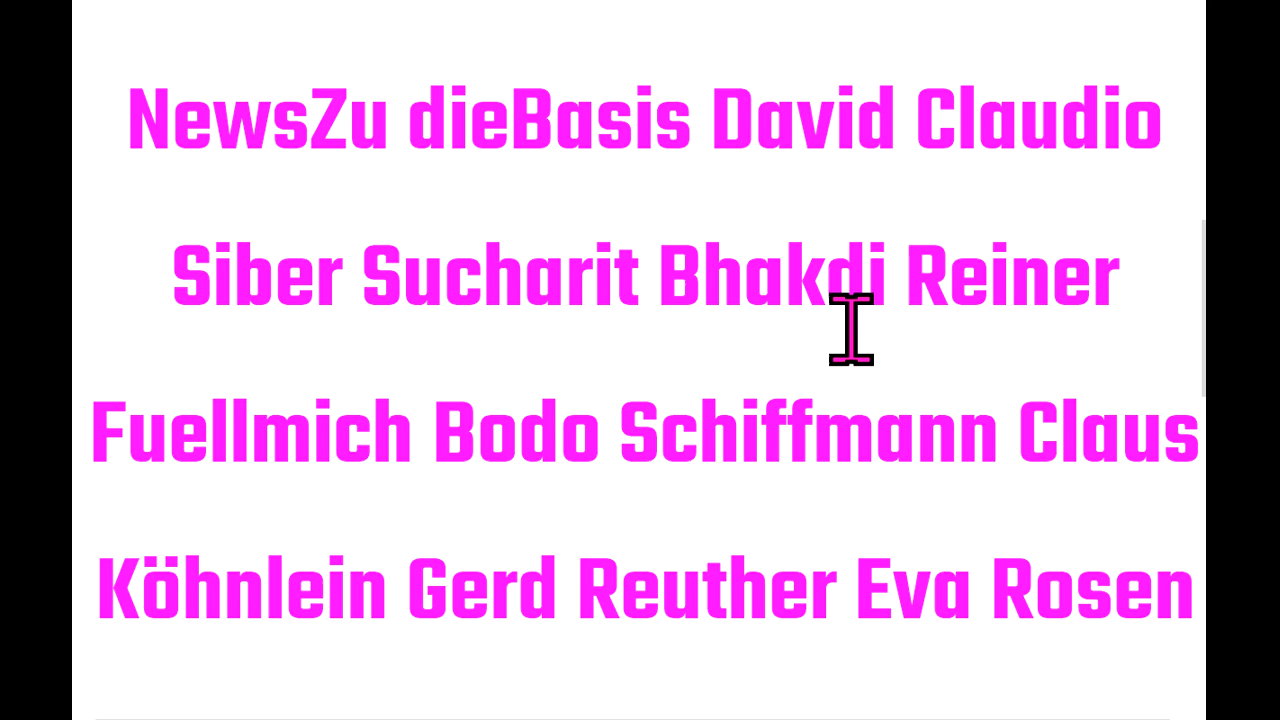 NewsZu dieBasis David Claudio
Siber Sucharit Bhakdi Reiner
Fuellmich Bodo Schiffmann Claus
Köhnlein Gerd Reuther Eva Rosen